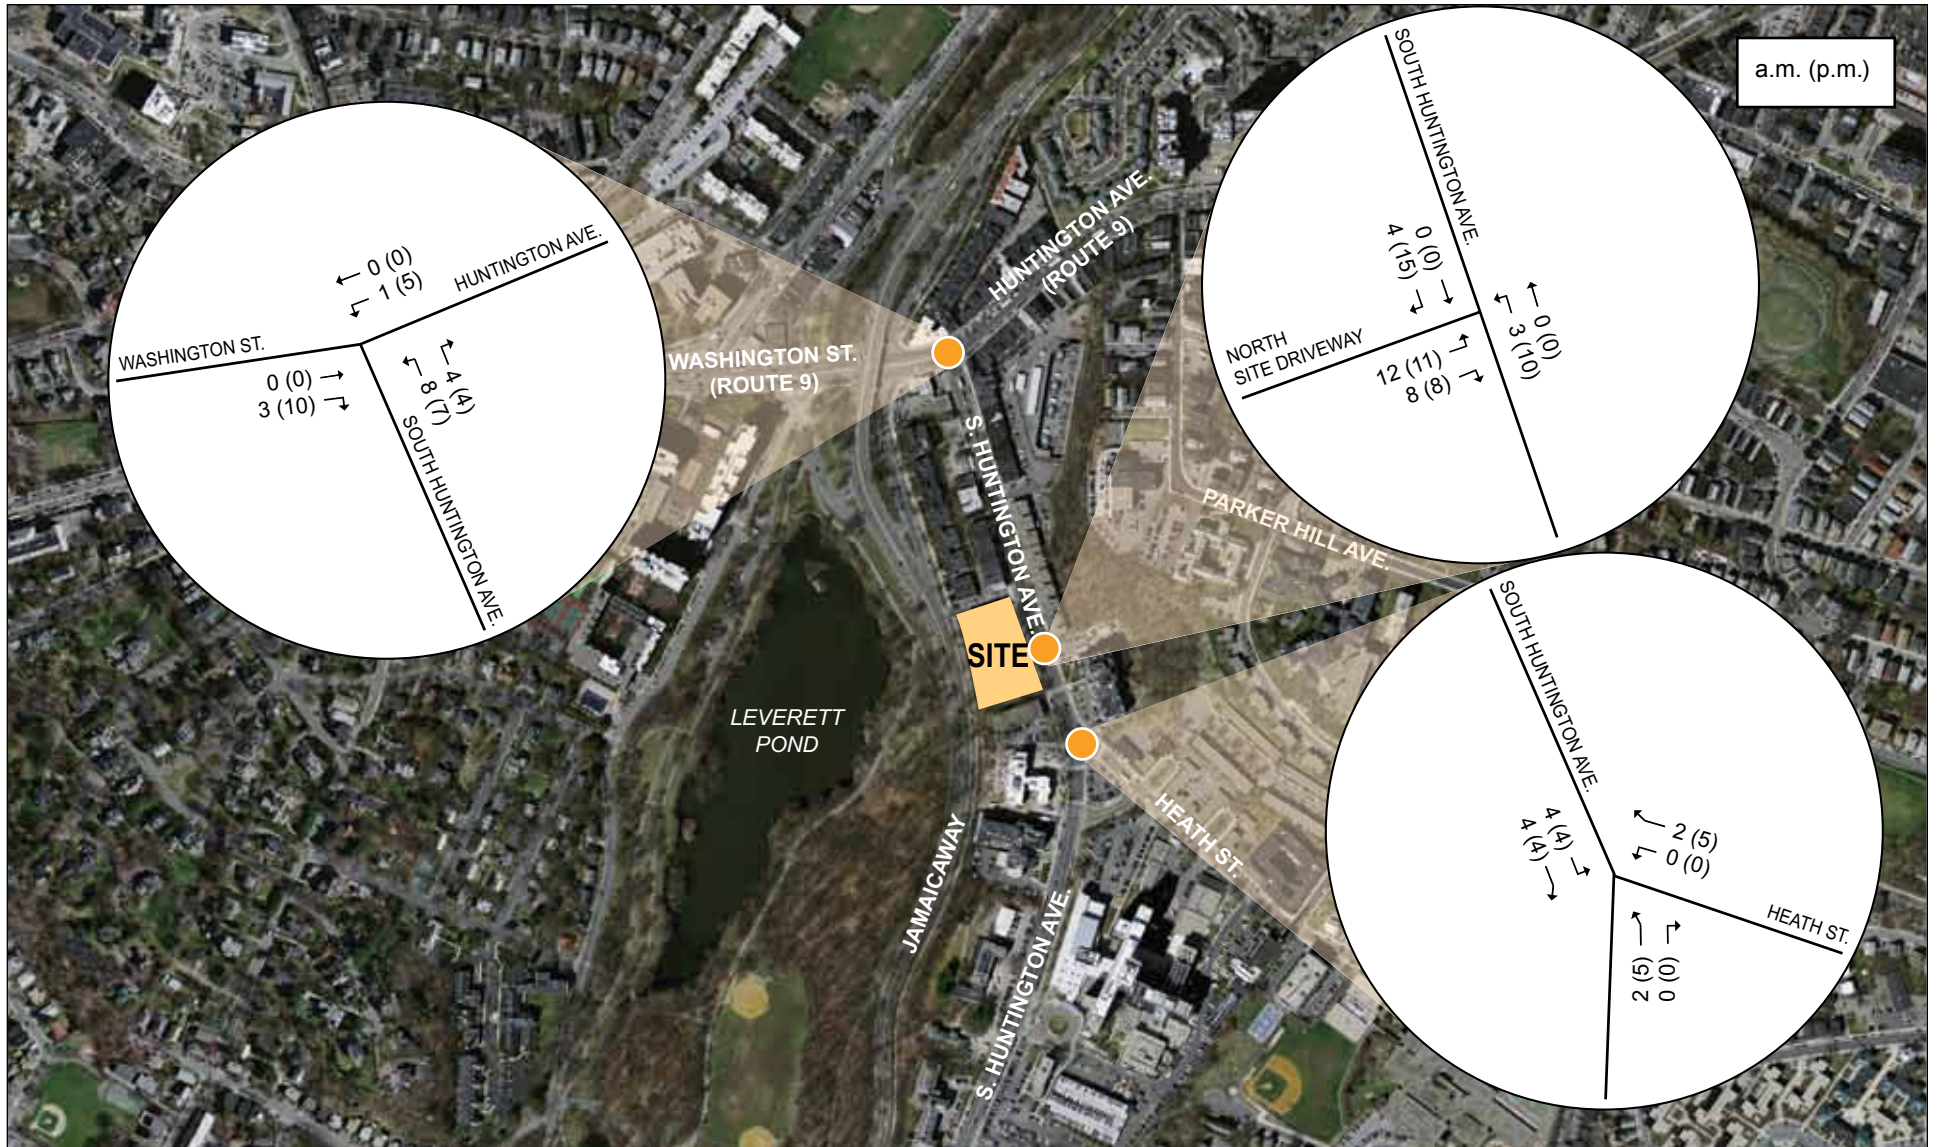 a.m. (p.m.)
0 (0)
1 (5)
HUNTINGTON AVE.
WASHINGTON ST.
0 (0)
3 (10)
4 (4)
8 (7)
SOUTH HUNTINGTON AVE.
SOUTH HUNTINGTON AVE.
0 (0)
4 (15)
0 (0)
3 (10)
NORTH
SITE DRIVEWAY
12 (11)
8 (8)
HUNTINGTON AVE.
(ROUTE 9)
WASHINGTON ST.
(ROUTE 9)
S. HUNTINGTON AVE.
PARKER HILL AVE.
SITE
LEVERETT
POND
HEATH ST.
JAMAICAWAY
S. HUNTINGTON AVE.
SOUTH HUNTINGTON AVE.
4 (4)
4 (4)
2 (5)
0 (0)
HEATH ST.
2 (5)
0 (0)